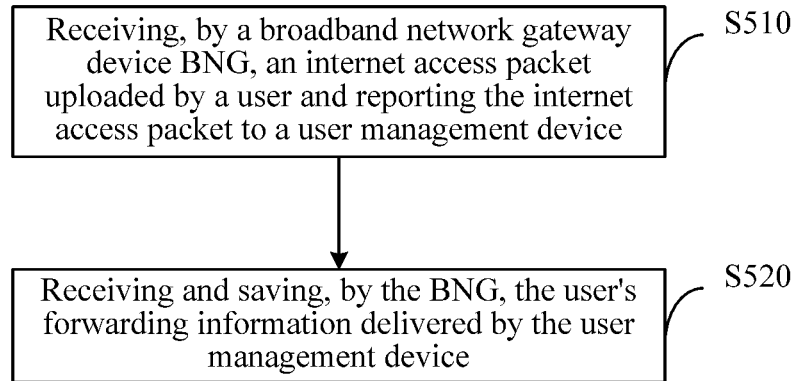 Receiving, by a broadband network gateway
device BNG, an internet access packet
uploaded by a user and reporting the internet
access packet to a user management device
S510
Receiving and saving, by the BNG, the user's
forwarding information delivered by the user
management device
S520